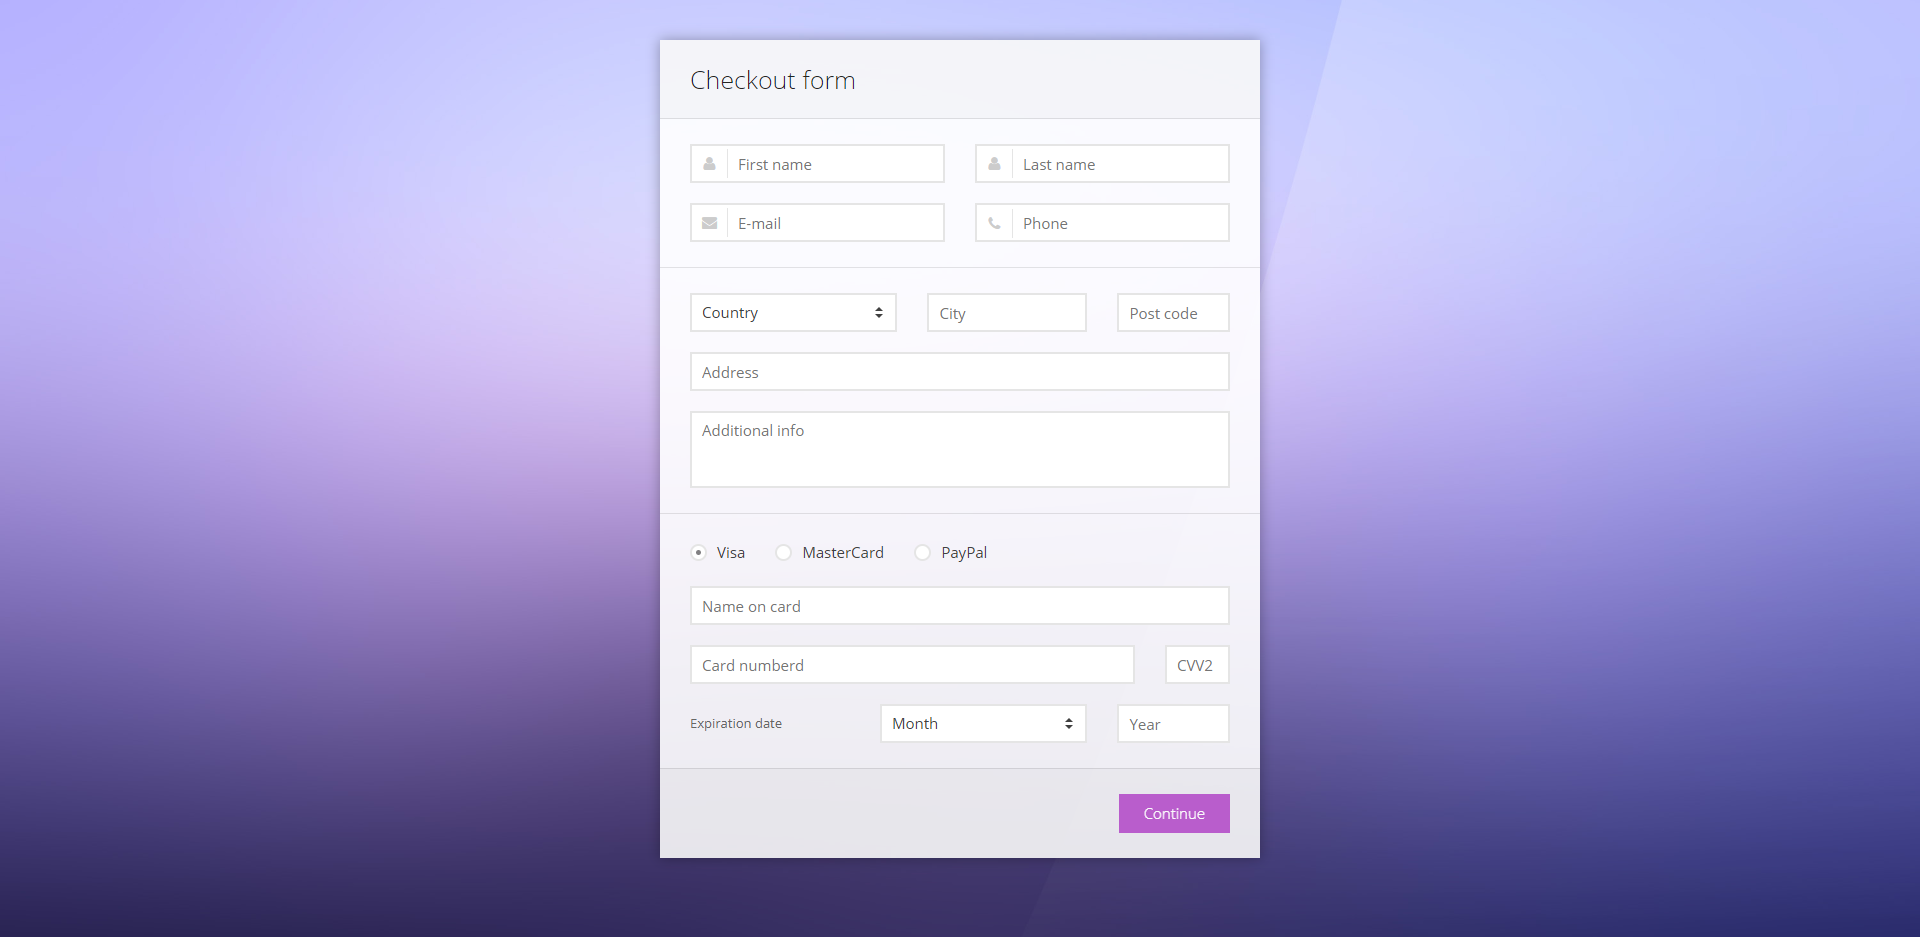 Checkout form
First name
Last name
E-mail
Phone
Country
City
Post code
Address
Additional info
Visa
MasterCard
PayPal
Name on card
Card numberd
CVV2
Expiration date
Month
Year
Continue